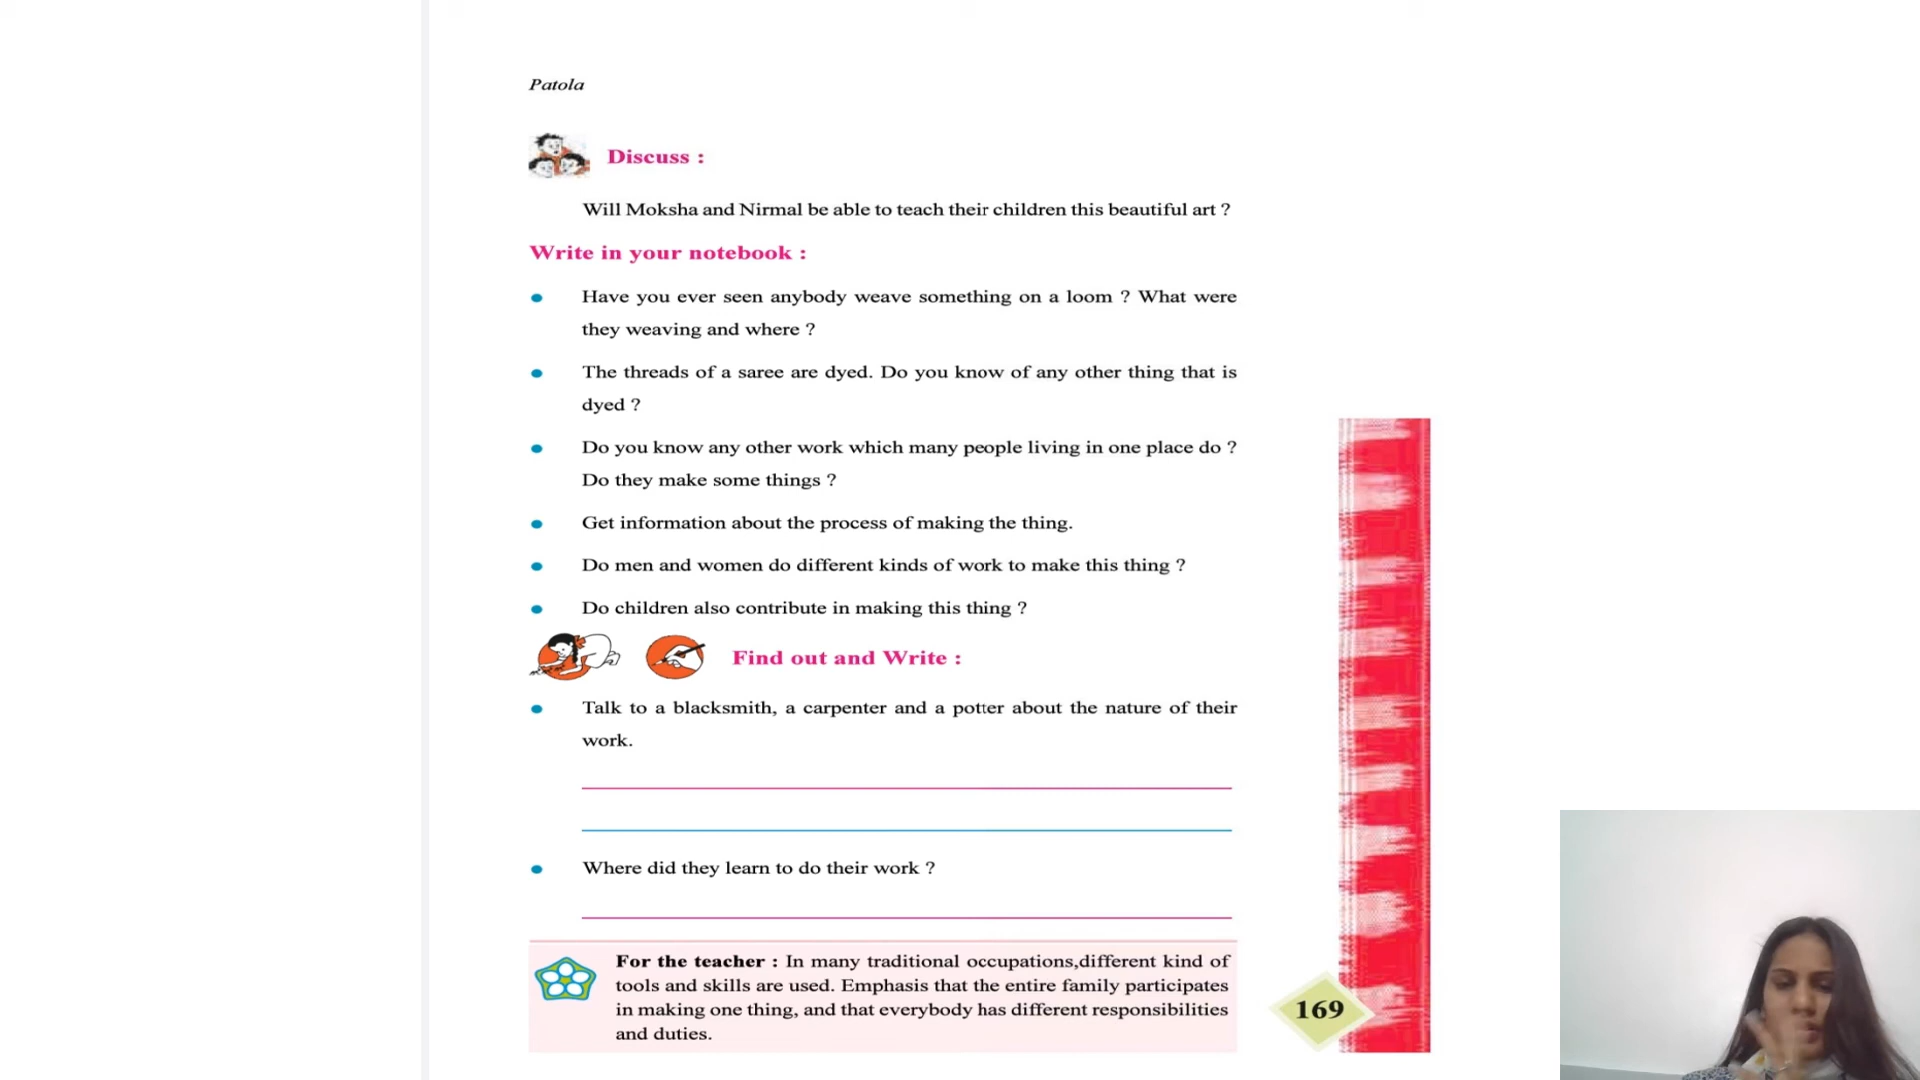 Patola
Discuss :
Will Moksha and Nirmal be able to teach their children this beautiful art ?
Write in your notebook :
Have you ever seen anybody weave something on a loom ? What were
they weaving and where ?
The threads of a saree are dyed. Do you know of any other thing that is
dyed ?
Do you know any other work which many people living in one place do ?
Do they make some things ?
Get information about the process of making the thing.
Do men and women do different kinds of work to make this thing ?
Do children also contribute in making this thing ?
Find out and Write :
Talk to a blacksmith, a carpenter and a potter about the nature of their
work.
Where did they learn to do their work ?
For the teacher : In many traditional occupations,different kind of
tools and skills are used. Emphasis that the entire family participates
in making one thing, and that everybody has different responsibilities
and duties.
169